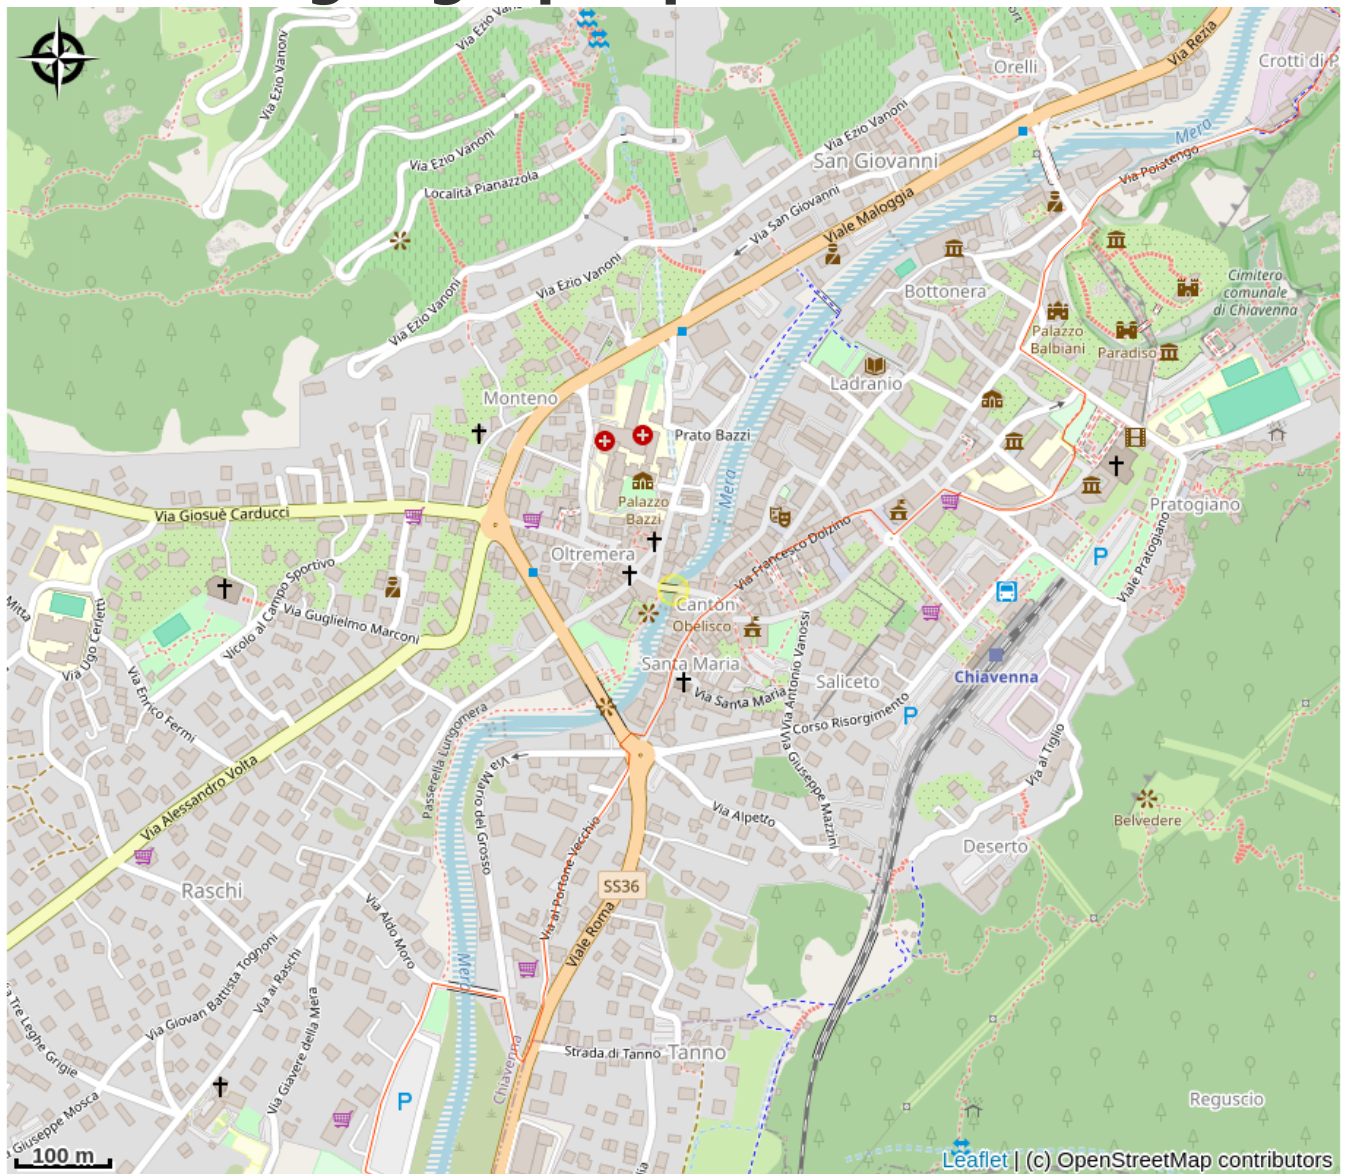 Via Ezio Vanoni
Via Rezia
Orelli
Crotti di P
Via Ezio Vanoni
Via Ezio Vanoni
Mera
Via Ezio Vanoni
San Giovanni
Via Poiatengo
Località Pianazzola
Via San Giovanni
Viale Maloggia
Via Ezio Vanoni
Bottonera
Cimitero
comunale
di Chiavenna
Via Ezio Vanoni
Palazzo
Balbiani
Paradiso
Ladranio
Monteno
Prato Bazzi
Mera
Palazzo
Bazzi
Pratogiano
Via Giosuè Carducci
Via Francesco Dolzino
Oltremera
P
Viale Pratogiano
Nicolo al Campo Sportivo
Mitta
Via Guglielmo Marconi
Canton
Obelisco
Via Ugo Cerletti
Santa Maria
Via Antonio Vanossi
Saliceto
Chiavenna
Via Enrico Fermi
Via Santa Maria
Corso Risorgimento
P
Passerella Lungomera
Via Mario del Grosso
Via Giuseppe Mazzini
Via al Tiglio
Via Alessandro Volta
Via Alpetro
Belvedere
Deserto
Via al Portone Vecchio
Raschi
SS36
Via Aldo Moro
Viale Roma
Via Giovan Battista Tognoni
Via ai Raschi
Mera
Via Giavere della Mera
Tre Leghe Grigie
Strada di Tanno
Tanno
Chiavenna
Giuseppe Mosca
P
Reguscio
100 m
Leaflet | (c) OpenStreetMap contributors